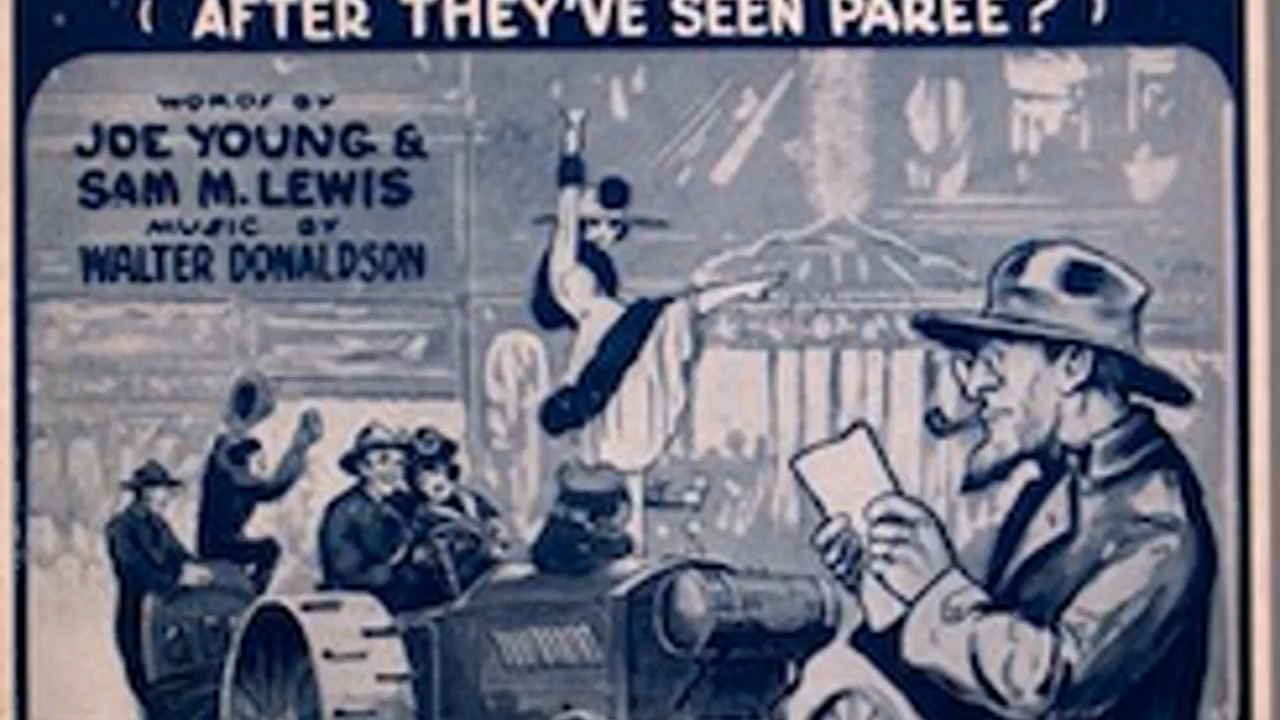 ( AFTER THEY'VE SEEN PAREE? )
WORDS BY
JOE YOUNG &
SAM M. LEWIS
MUSIC BY
WALTER DONALDSON